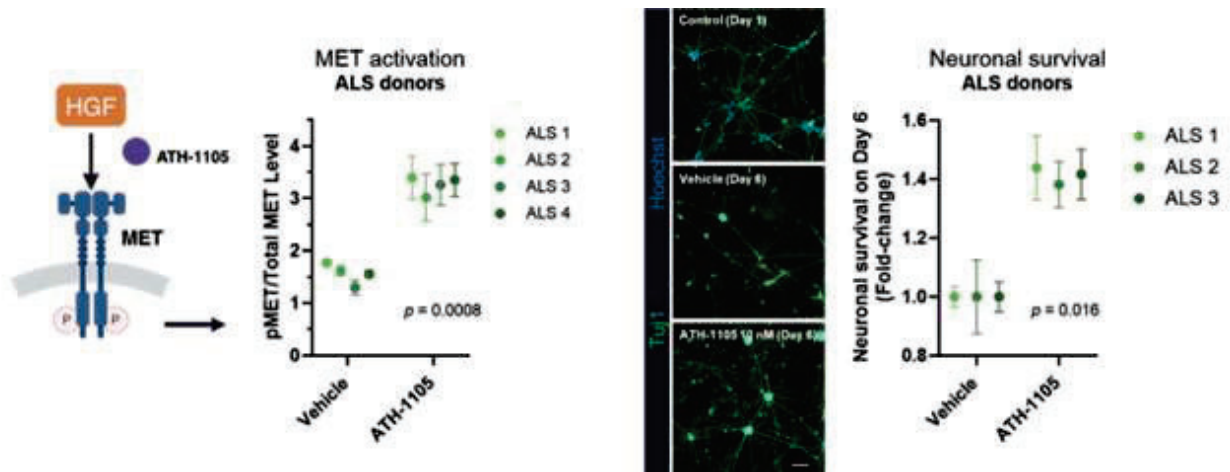 HGF
ATH-1105
MET
P
P
MET activation
ALS donors
pMET/Total MET Level
4
3
2
1
0
p = 0.0008
Vehicle
ATH-1105
ALS 1
ALS 2
ALS 3
ALS 4
Tuj1 Hoechst
Control (Day 1)
Vehicle (Day 6)
ATH-1105 10 nM (Day 6)
Neuronal survival
ALS donors
Neuronal survival on Day 6
(Fold-change)
1.6
1.4
1.2
1.0
0.8
p = 0.016
Vehicle
ATH-1105
ALS 1
ALS 2
ALS 3